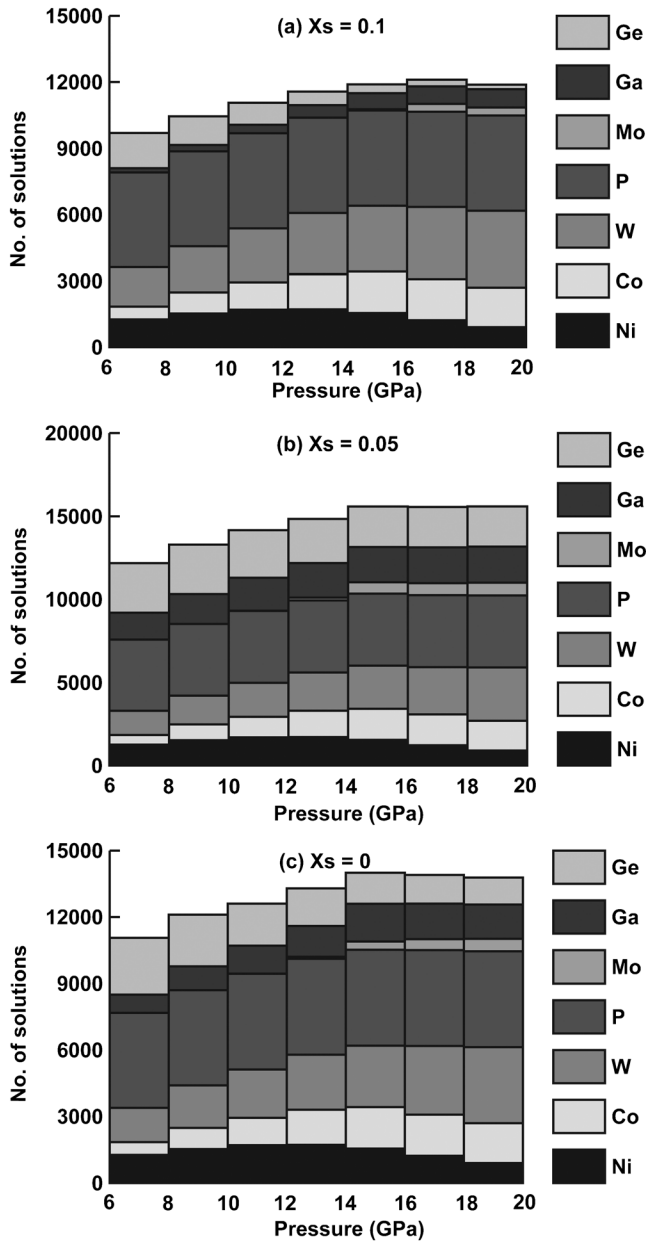 (a) Xs = 0.1
No. of solutions
15000
12000
9000
6000
3000
0
6 8 10 12 14 16 18 20
Pressure (GPa)
Ge
Ga
Mo
P
W
Co
Ni
(b) Xs = 0.05
No. of solutions
20000
15000
10000
5000
0
6 8 10 12 14 16 18 20
Pressure (GPa)
Ge
Ga
Mo
P
W
Co
Ni
(c) Xs = 0
No. of solutions
15000
12000
9000
6000
3000
0
6 8 10 12 14 16 18 20
Pressure (GPa)
Ge
Ga
Mo
P
W
Co
Ni